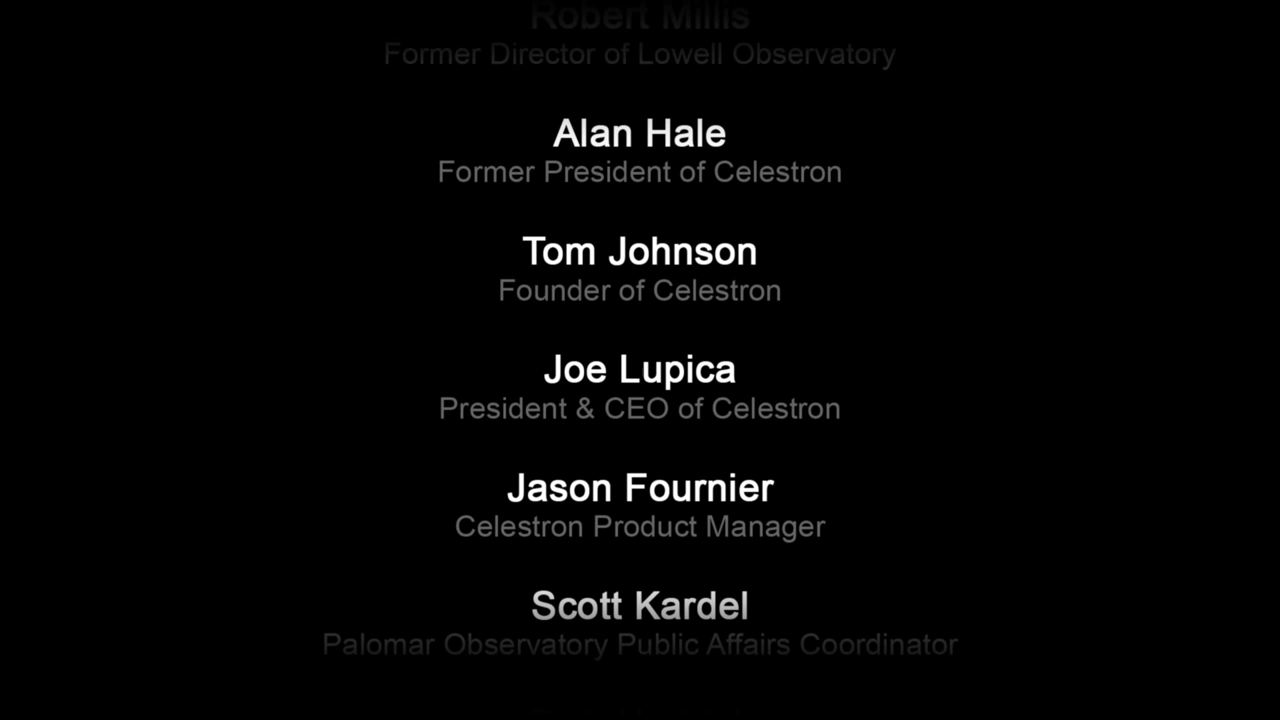 Robert Millis
Former Director of Lowell Observatory
Alan Hale
Former President of Celestron
Tom Johnson
Founder of Celestron
Joe Lupica
President & CEO of Celestron
Jason Fournier
Celestron Product Manager
Scott Kardel
Palomar Observatory Public Affairs Coordinator